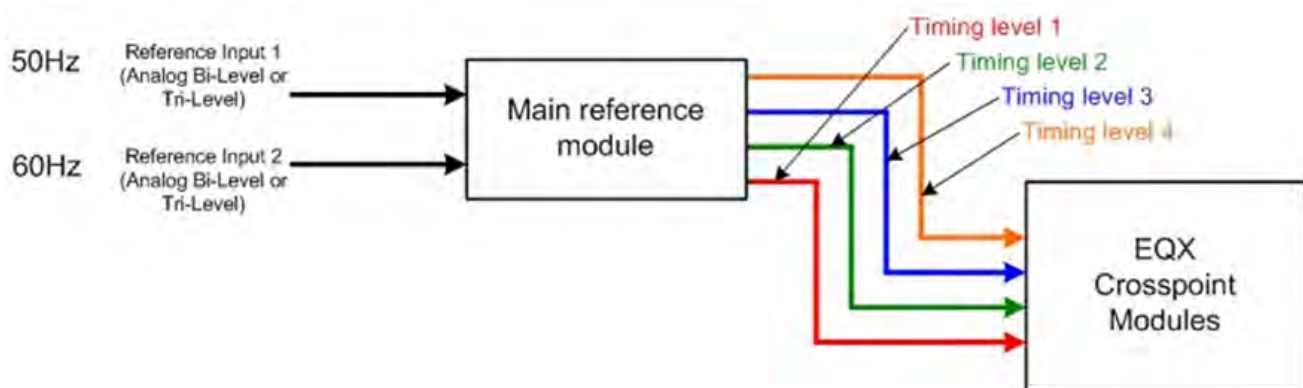 50Hz
Reference Input 1
(Analog Bi-Level or
Tri-Level)
60Hz
Reference Input 2
(Analog Bi-Level or
Tri-Level)
Main reference
module
Timing level 1
Timing level 2
Timing level 3
Timing level 4
EQX
Crosspoint
Modules